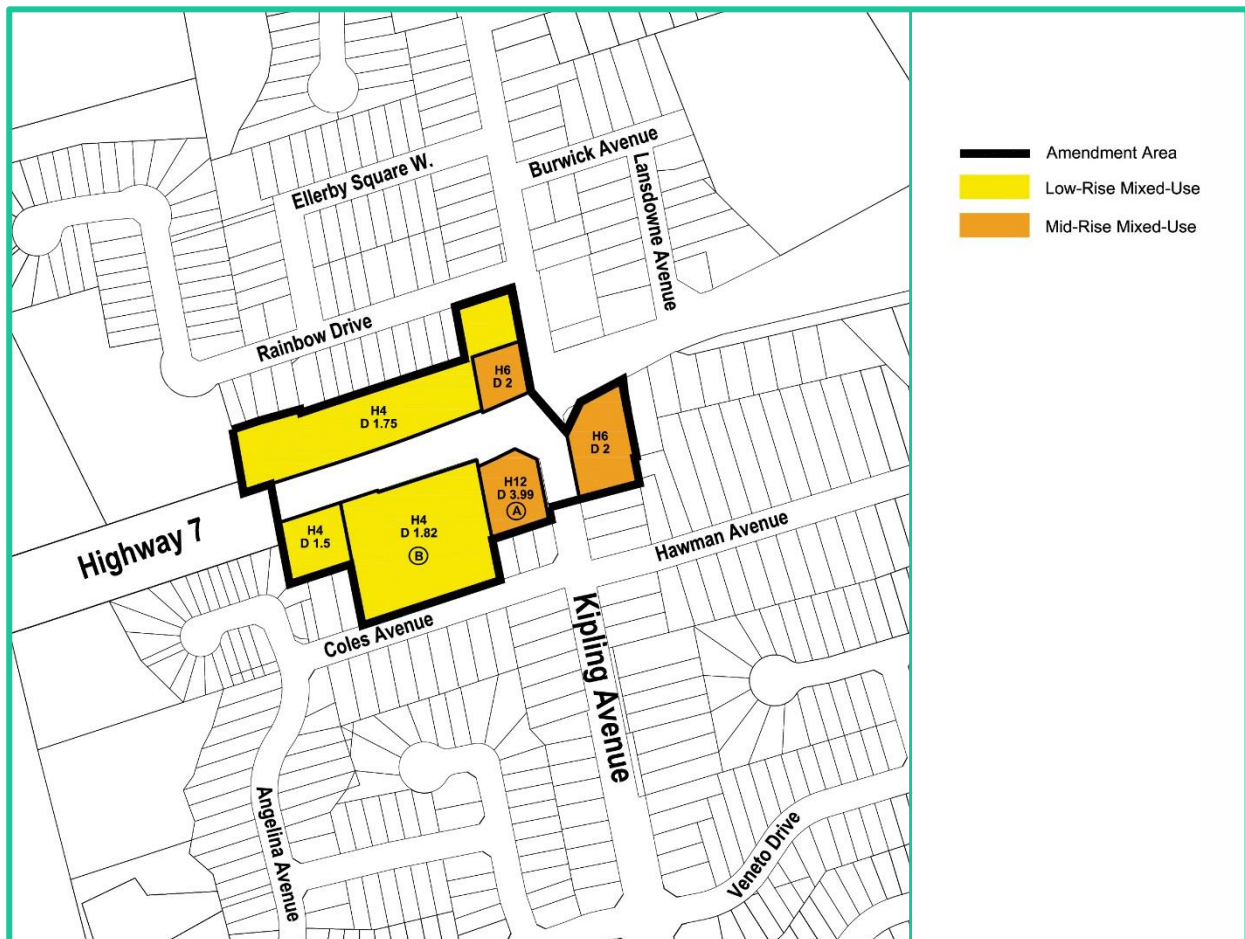 Burwick Avenue
Ellerby Square W.
Lansdowne Avenue
Rainbow Drive
H6
D 2
H4
D 1.75
H6
D 2
H12
D 3.99
A
H4
D 1.5
H4
D 1.82
B
Highway 7
Hawman Avenue
Coles Avenue
Kipling Avenue
Angelina Avenue
Veneto Drive
Amendment Area
Low-Rise Mixed-Use
Mid-Rise Mixed-Use